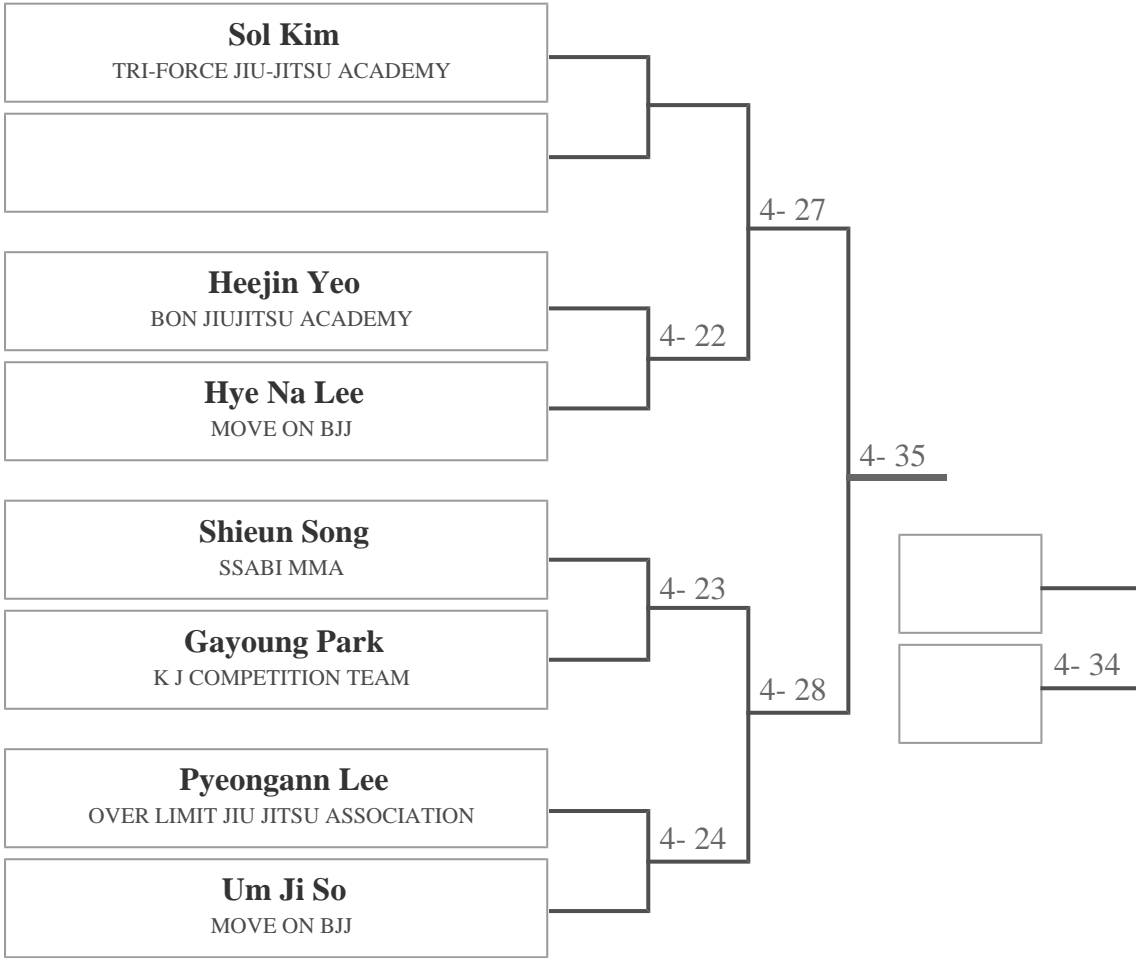 Sol Kim
TRI-FORCE JIU-JITSU ACADEMY
4- 27
Heejin Yeo
BON JIUJITSU ACADEMY
4- 22
Hye Na Lee
MOVE ON BJJ
4- 35
Shieun Song
SSABI MMA
4- 23
Gayoung Park
K J COMPETITION TEAM
4- 34
4- 28
Pyeongann Lee
OVER LIMIT JIU JITSU ASSOCIATION
4- 24
Um Ji So
MOVE ON BJJ